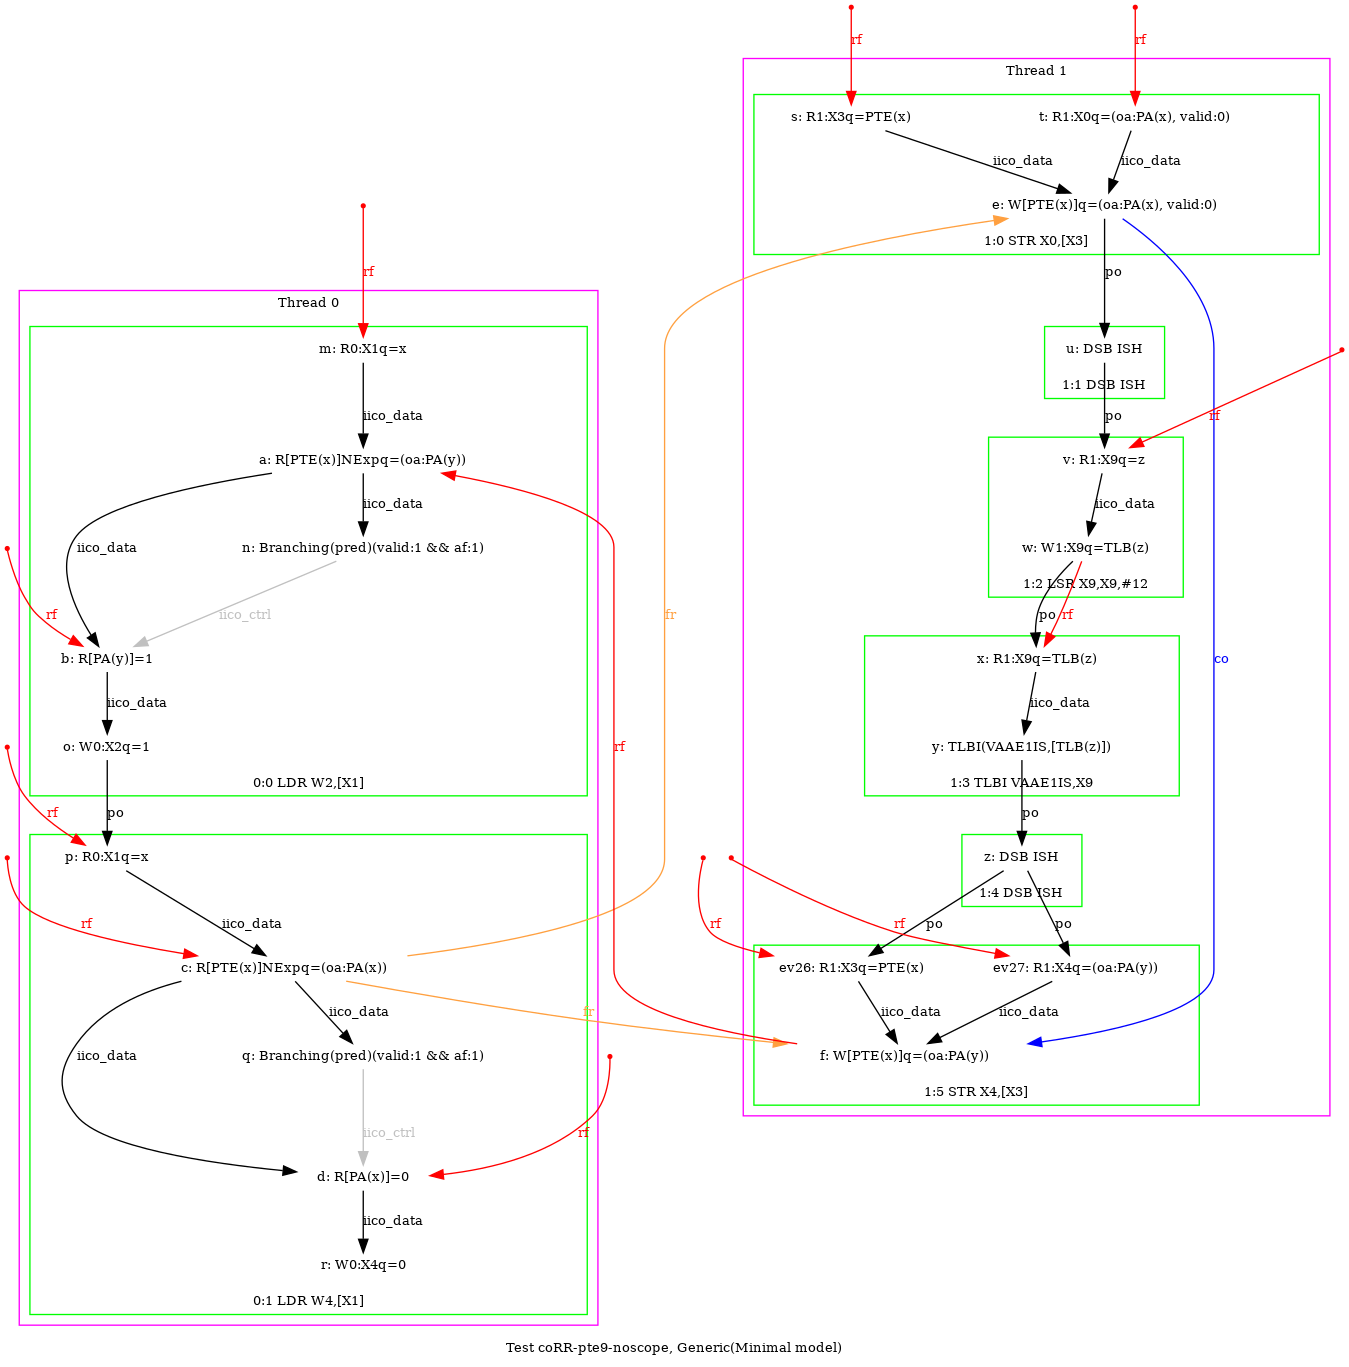 rf
rf
Thread 1
s: R1:X3q=PTE(x)
t: R1:X0q=(oa:PA(x), valid:0)
iico_data
iico_data
e: W[PTE(x)]q=(oa:PA(x), valid:0)
1:0 STR X0,[X3]
po
u: DSB ISH
1:1 DSB ISH
po
rf
v: R1:X9q=z
iico_data
w: W1:X9q=TLB(z)
1:2 LSR X9,X9,#12
po
rf
x: R1:X9q=TLB(z)
co
iico_data
y: TLBI(VAAE1IS,[TLB(z)])
1:3 TLBI VAAE1IS,X9
po
z: DSB ISH
1:4 DSB ISH
rf
rf
po
po
ev26: R1:X3q=PTE(x)
ev27: R1:X4q=(oa:PA(y))
iico_data
iico_data
f: W[PTE(x)]q=(oa:PA(y))
1:5 STR X4,[X3]
rf
Thread 0
m: R0:X1q=x
iico_data
a: R[PTE(x)]NExpq=(oa:PA(y))
iico_data
iico_data
n: Branching(pred)(valid:1 && af:1)
rf
iico_ctrl
fr
b: R[PA(y)]=1
iico_data
o: W0:X2q=1
rf
0:0 LDR W2,[X1]
rf
po
p: R0:X1q=x
rf
iico_data
c: R[PTE(x)]NExpq=(oa:PA(x))
iico_data
iico_data
fr
q: Branching(pred)(valid:1 && af:1)
iico_ctrl
rf
d: R[PA(x)]=0
iico_data
r: W0:X4q=0
0:1 LDR W4,[X1]
Test coRR-pte9-noscope, Generic(Minimal model)